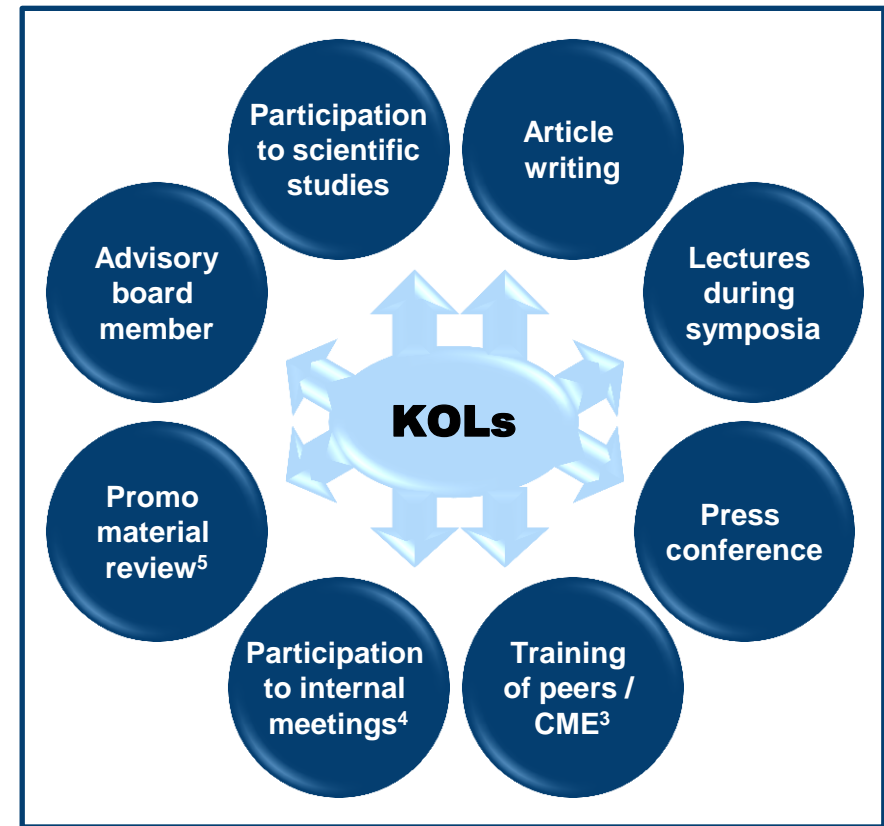 Participation
to scientific
studies
Article
writing
Advisory
board
member
Lectures
during
symposia
KOLs
Promo
material
review⁵
Press
conference
Participation
to internal
meetings⁴
Training
of peers /
CME³